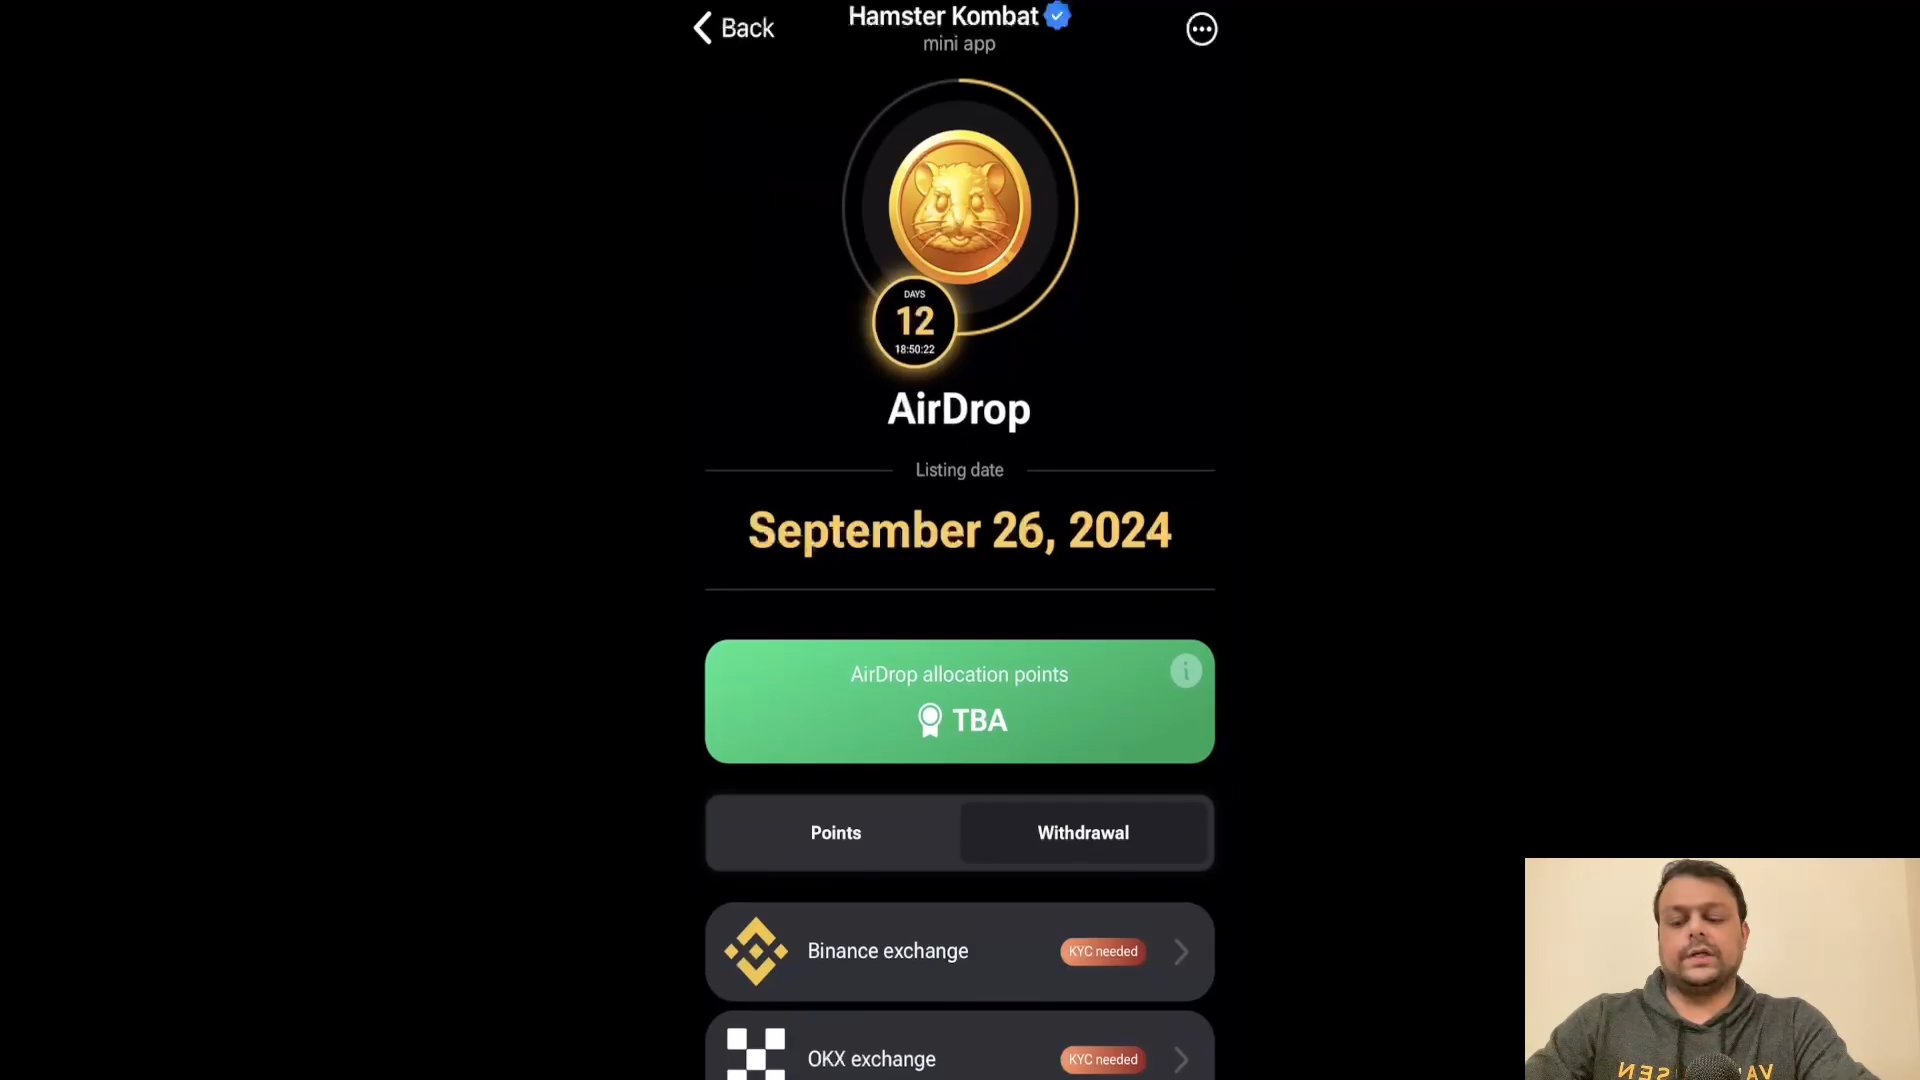 Back
Hamster Kombat
mini app
DAYS
12
18:50:22
AirDrop
Listing date
September 26, 2024
AirDrop allocation points
TBA
Points
Withdrawal
Binance exchange
KYC needed
OKX exchange
KYC needed